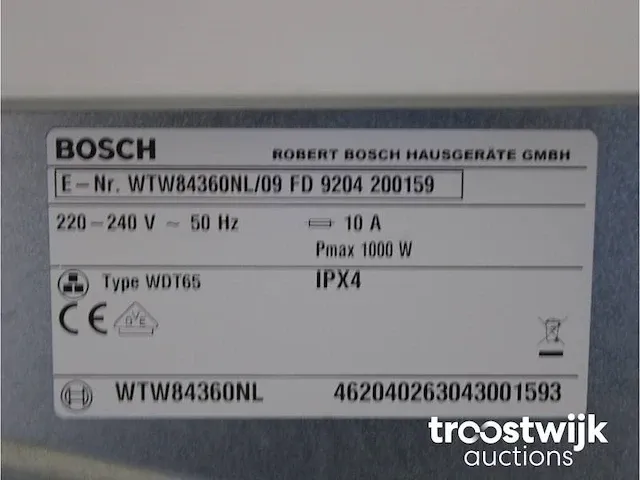 BOSCH
ROBERT BOSCH HAUSGERÄTE GMBH
E-Nr. WTW84360NL/09 FD 9204 200159
220-240 V ~ 50 Hz 10 A
Pmax 1000 W
Type WDT65 IPX4
CE OVE
WTW84360NL 462040263043001593
troostwijk
auctions